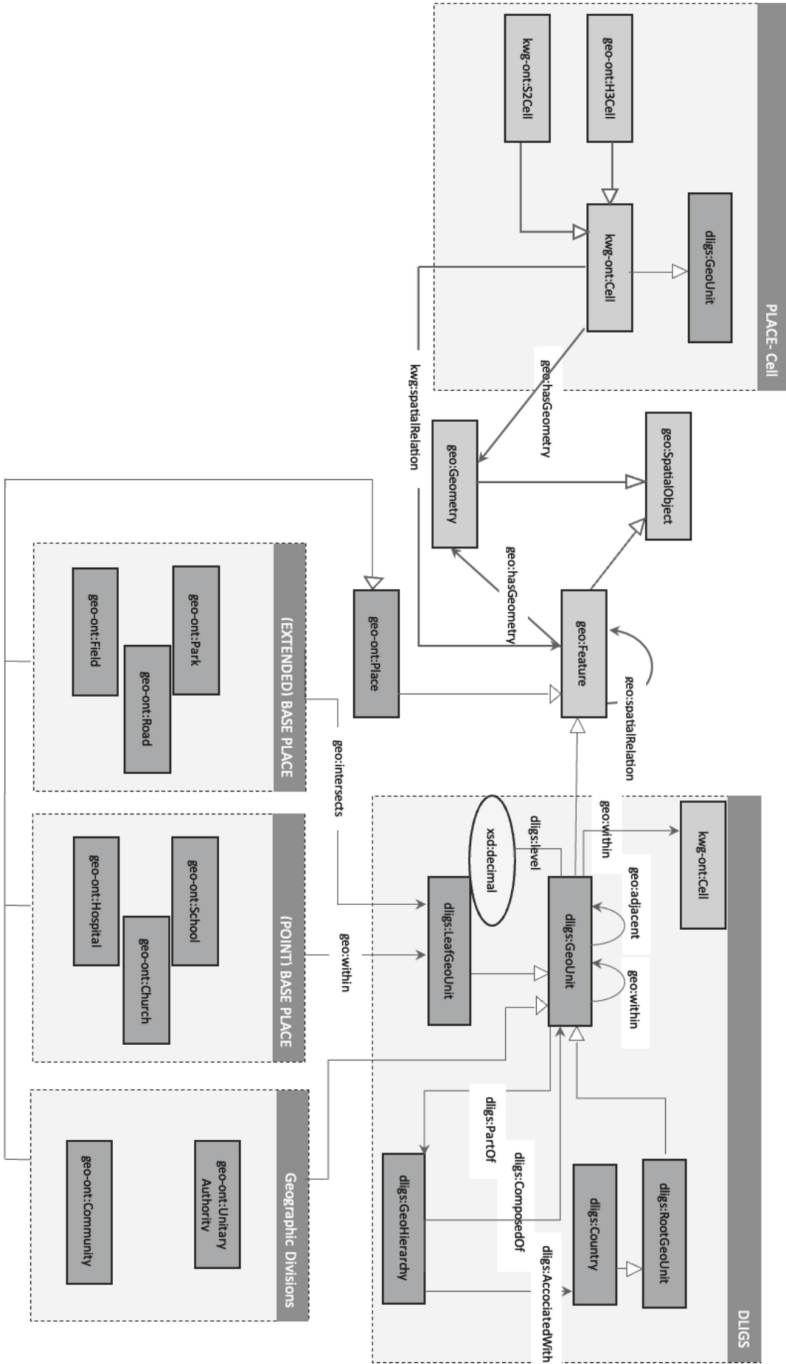 PLACE- Cell
dligs:GeoUnit
geo-ont:H3Cell
kwg-ont:S2Cell
kwg-ont:Cell
geo:hasGeometry
kwg:spatialRelation
geo:SpatialObject
geo:Geometry
geo:hasGeometry
geo:Feature
geo:spatialRelation
geo-ont:Place
DLIGS
kwg-ont:Cell
geo:within
geo:adjacent
geo:within
dligs:level
xsd:decimal
dligs:GeoUnit
dligs:LeafGeoUnit
dligs:RootGeoUnit
dligs:Country
dligs:PartOf
dligs:ComposedOf
dligs:AccociatedWith
dligs:GeoHierarchy
geo:intersects
geo:within
(EXTENDED) BASE PLACE
geo-ont:Park
geo-ont:Road
geo-ont:Field
(POINT) BASE PLACE
geo-ont:School
geo-ont:Church
geo-ont:Hospital
Geographic Divisions
geo-ont:Unitary
Authority
geo-ont:Community